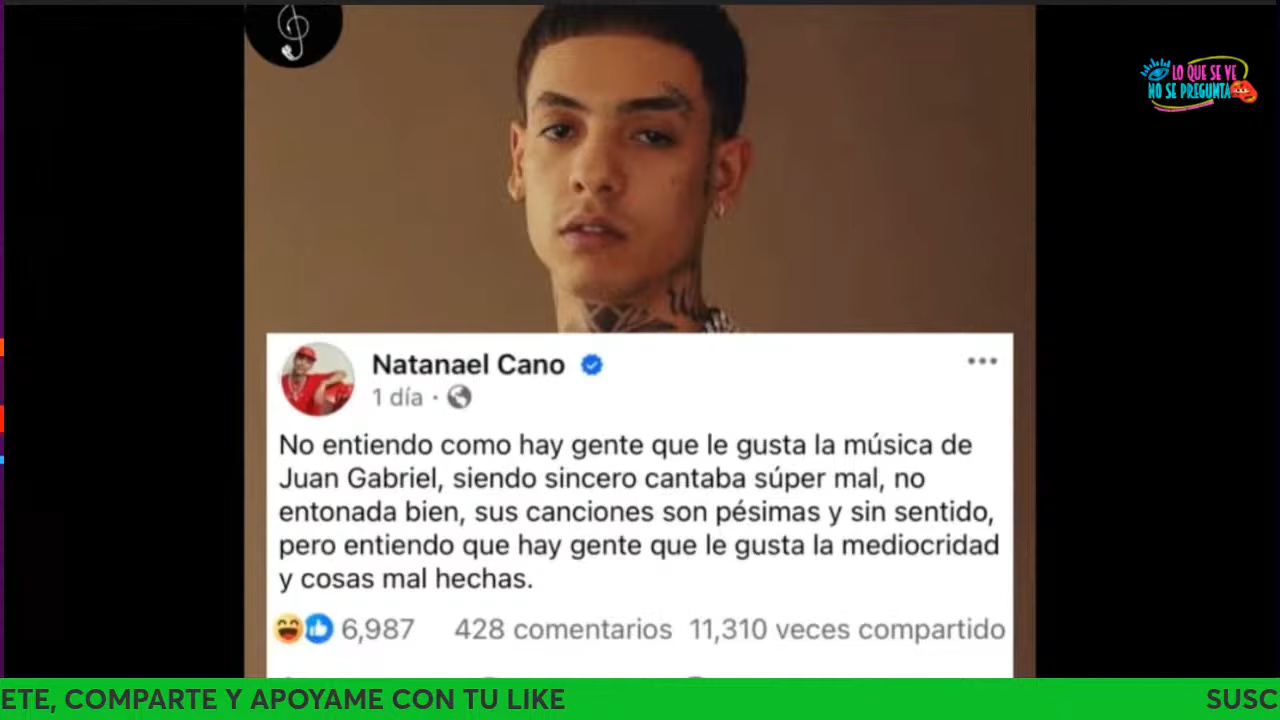 LO QUE SE VE
NO SE PREGUNTA
Natanael Cano
1 día ·
No entiendo como hay gente que le gusta la música de
Juan Gabriel, siendo sincero cantaba súper mal, no
entonada bien, sus canciones son pésimas y sin sentido,
pero entiendo que hay gente que le gusta la mediocridad
y cosas mal hechas.
6,987 428 comentarios 11,310 veces compartido
ETE, COMPARTE Y APOYAME CON TU LIKE SUSC